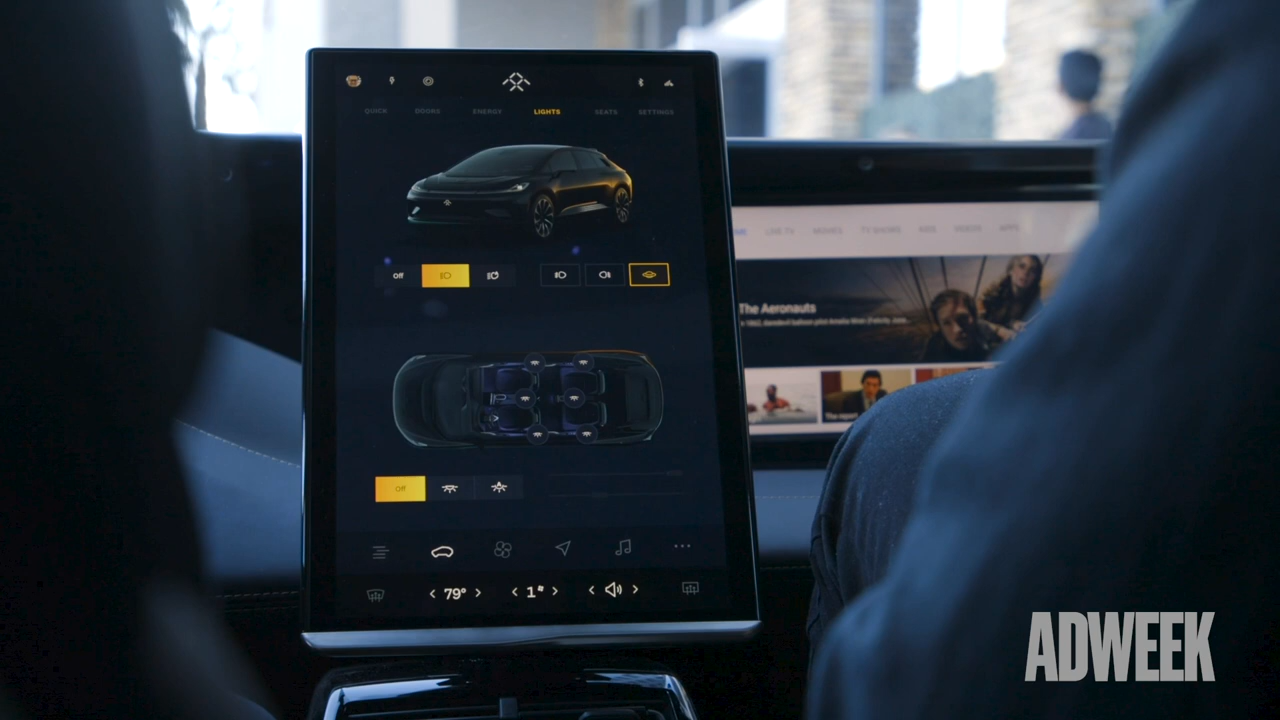 QUICK DOORS ENERGY LIGHTS SEATS SETTINGS
Off
Off
< 79° > < 1 > < >
LIVE TV MOVIES TV SHOWS KIDS VIDEOS APPS
The Aeronauts
ADWEEK